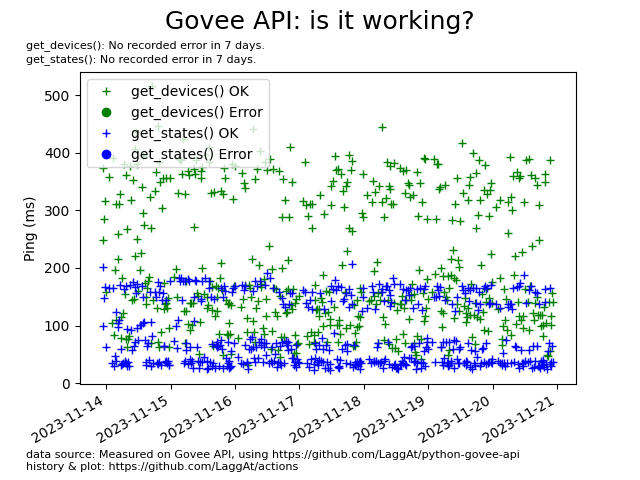 Govee API: is it working?
get_devices(): No recorded error in 7 days.
get_states(): No recorded error in 7 days.
get_devices() OK
get_devices() Error
get_states() OK
get_states() Error
Ping (ms)
500
400
300
200
100
0
2023-11-14
2023-11-15
2023-11-16
2023-11-17
2023-11-18
2023-11-19
2023-11-20
2023-11-21
data source: Measured on Govee API, using https://github.com/LaggAt/python-govee-api
history & plot: https://github.com/LaggAt/actions